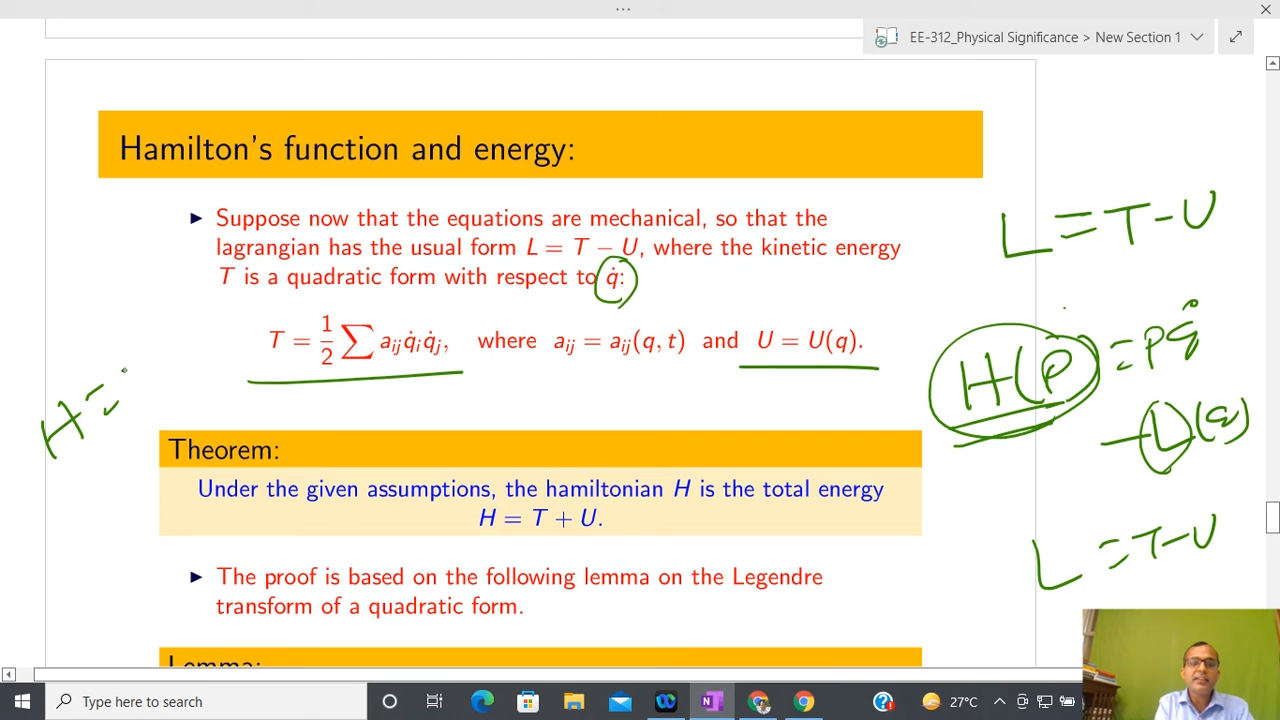 EE-312_Physical Significance > New Section 1
Hamilton's function and energy:
► Suppose now that the equations are mechanical, so that the
lagrangian has the usual form L = T − U, where the kinetic energy
T is a quadratic form with respect to q̇:
T = 1/2 ∑ aᵢⱼq̇ᵢq̇ⱼ, where aᵢⱼ = aᵢⱼ(q, t) and U = U(q).
Theorem:
Under the given assumptions, the hamiltonian H is the total energy
H = T + U.
► The proof is based on the following lemma on the Legendre
transform of a quadratic form.
Lemma:
L = T - U
H(P) = Pq̇
- L(q)
L = T - U
H =
Type here to search
27°C